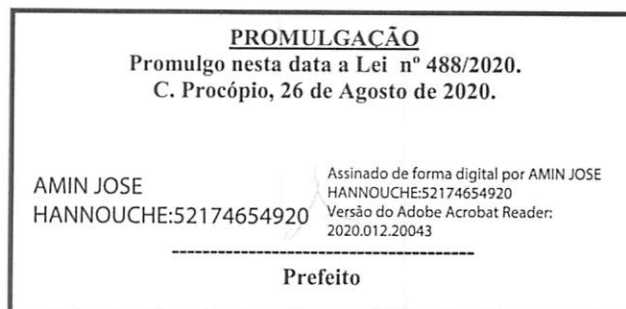 PROMULGAÇÃO
Promulgo nesta data a Lei nº 488/2020.
C. Procópio, 26 de Agosto de 2020.
AMIN JOSE
HANNOUCHE:52174654920
Assinado de forma digital por AMIN JOSE
HANNOUCHE:52174654920
Versão do Adobe Acrobat Reader:
2020.012.20043
----------------------------------------
Prefeito